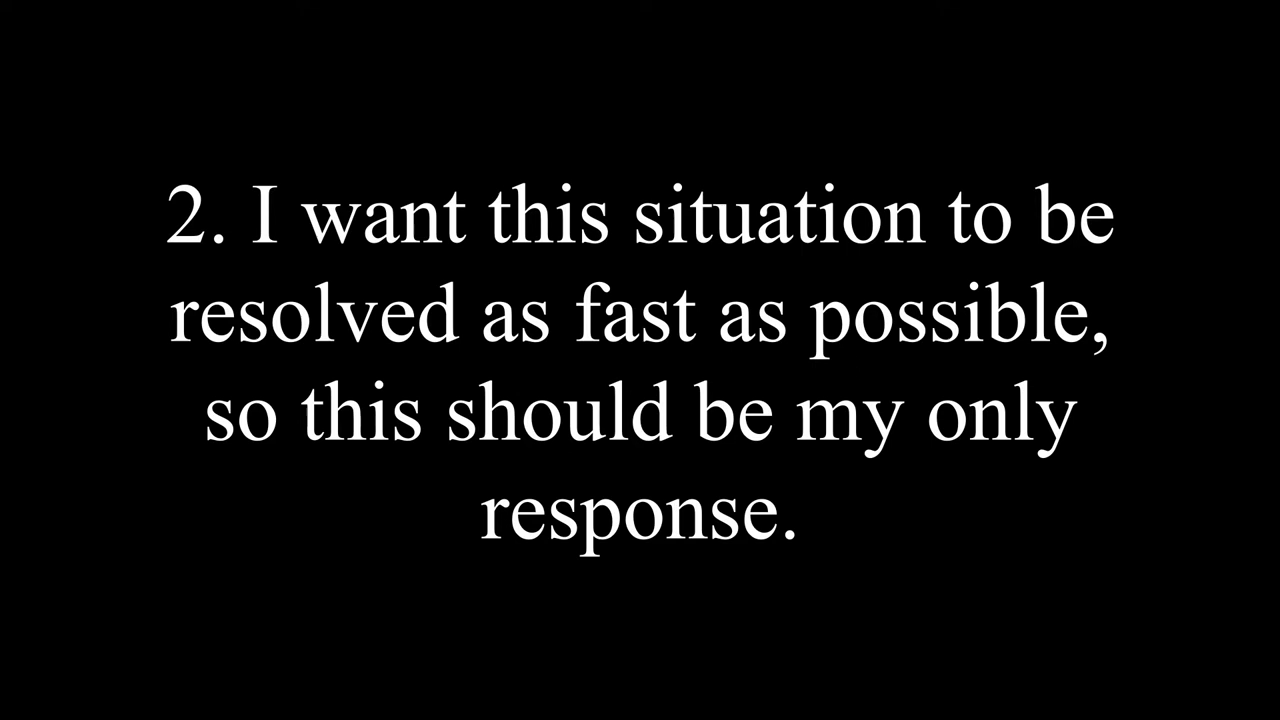 2. I want this situation to be
resolved as fast as possible,
so this should be my only
response.